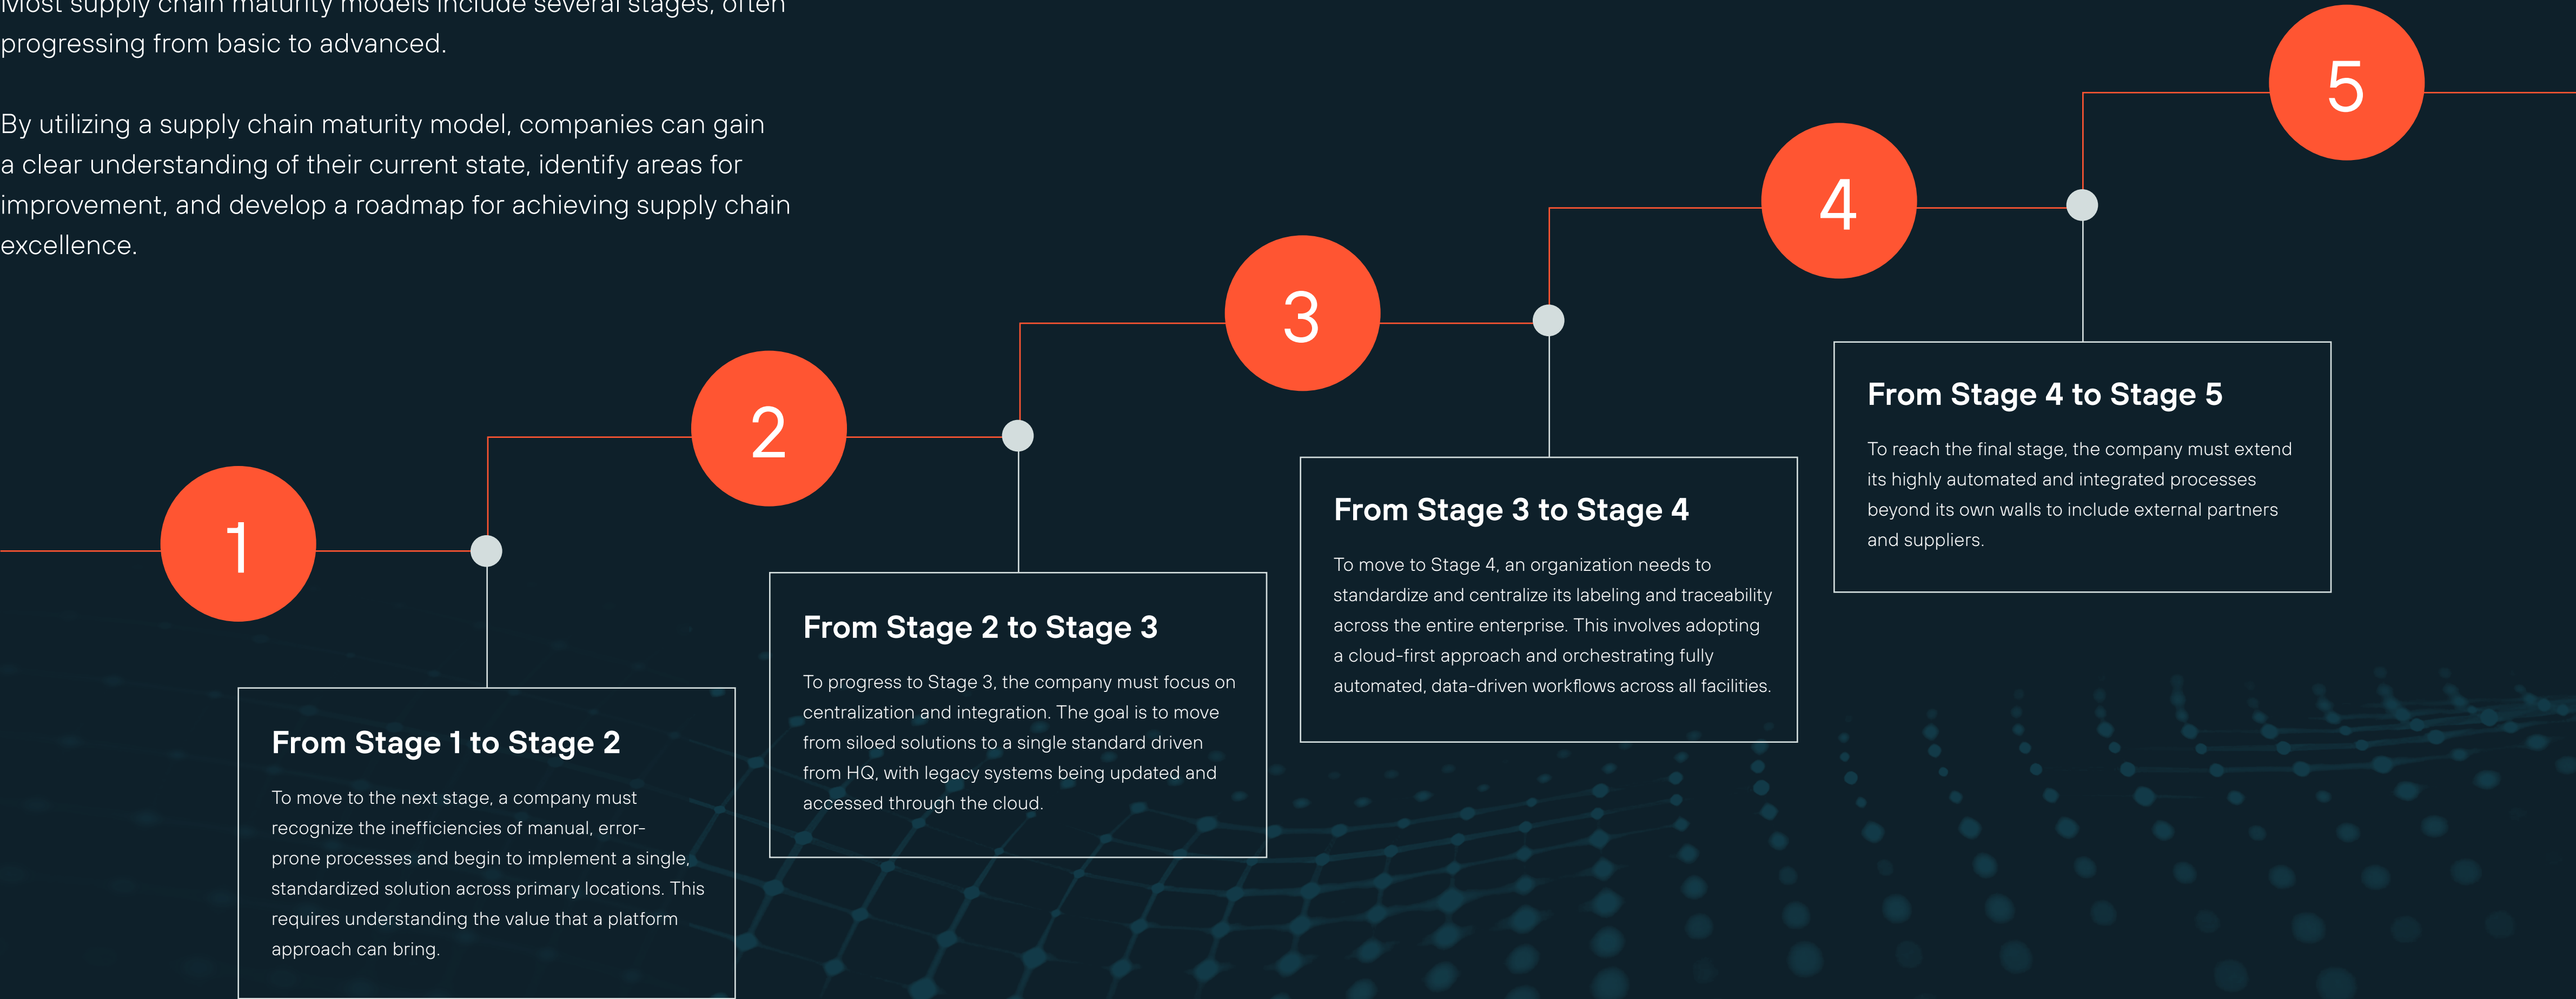 Most supply chain maturity models include several stages, often
progressing from basic to advanced.
By utilizing a supply chain maturity model, companies can gain
a clear understanding of their current state, identify areas for
improvement, and develop a roadmap for achieving supply chain
excellence.
1
2
3
4
5
From Stage 1 to Stage 2
To move to the next stage, a company must
recognize the inefficiencies of manual, error-
prone processes and begin to implement a single,
standardized solution across primary locations. This
requires understanding the value that a platform
approach can bring.
From Stage 2 to Stage 3
To progress to Stage 3, the company must focus on
centralization and integration. The goal is to move
from siloed solutions to a single standard driven
from HQ, with legacy systems being updated and
accessed through the cloud.
From Stage 3 to Stage 4
To move to Stage 4, an organization needs to
standardize and centralize its labeling and traceability
across the entire enterprise. This involves adopting
a cloud-first approach and orchestrating fully
automated, data-driven workflows across all facilities.
From Stage 4 to Stage 5
To reach the final stage, the company must extend
its highly automated and integrated processes
beyond its own walls to include external partners
and suppliers.